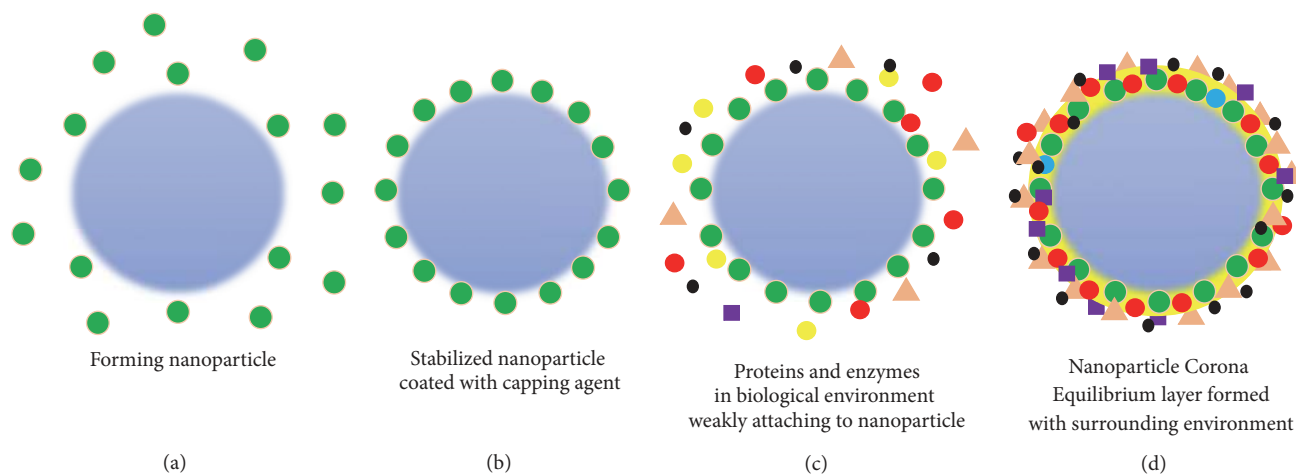 Forming nanoparticle
(a)
Stabilized nanoparticle
coated with capping agent
(b)
Proteins and enzymes
in biological environment
weakly attaching to nanoparticle
(c)
Nanoparticle Corona
Equilibrium layer formed
with surrounding environment
(d)